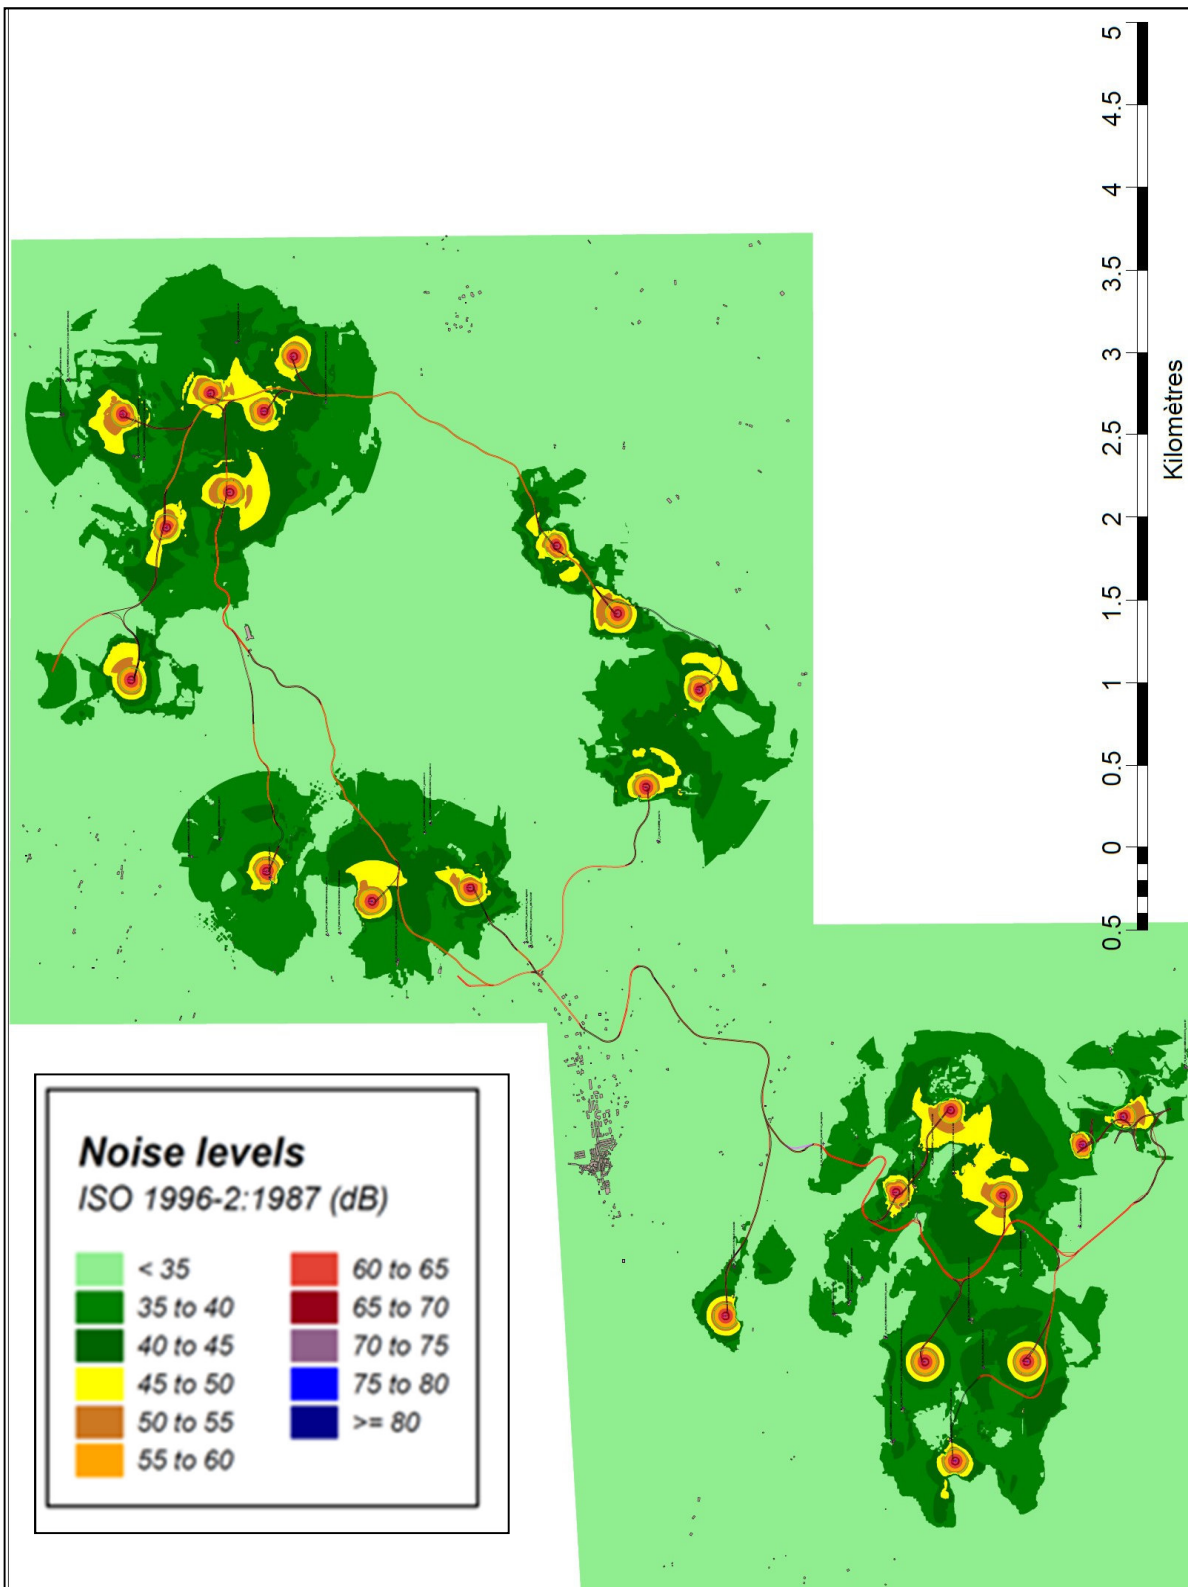 5
4.5
4
3.5
3
2.5
2
1.5
1
0.5
0
0.5
Kilomètres
Noise levels
ISO 1996-2:1987 (dB)
< 35
35 to 40
40 to 45
45 to 50
50 to 55
55 to 60
60 to 65
65 to 70
70 to 75
75 to 80
>= 80